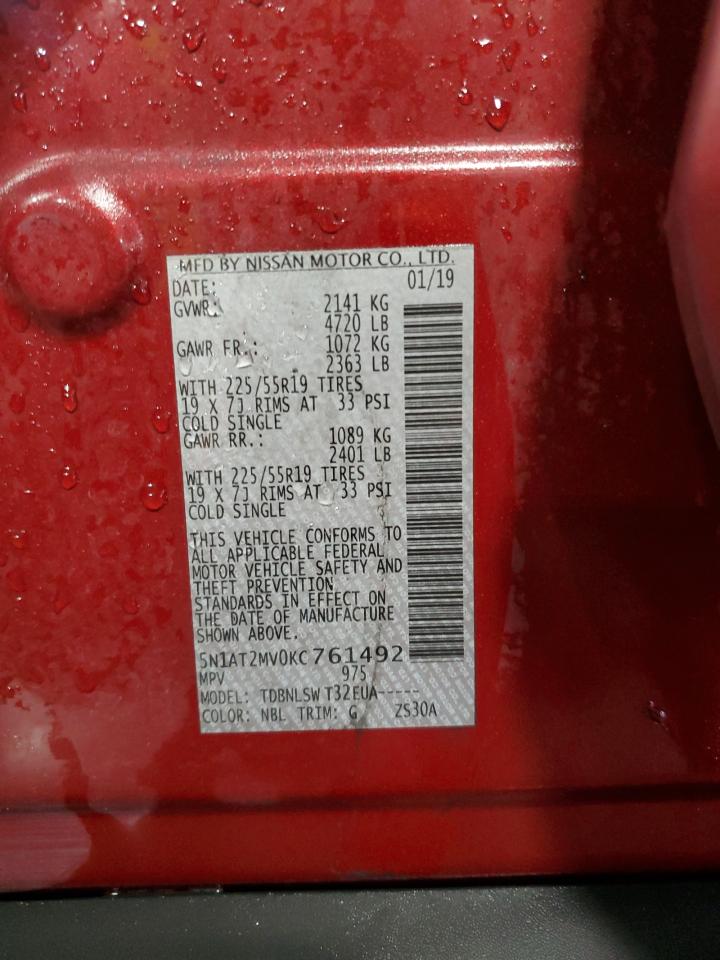 MFD BY NISSAN MOTOR CO., LTD.
DATE: 01/19
GVWR: 2141 KG
4720 LB
GAWR FR.: 1072 KG
2363 LB
WITH 225/55R19 TIRES
19 X 7J RIMS AT 33 PSI
COLD SINGLE
GAWR RR.: 1089 KG
2401 LB
WITH 225/55R19 TIRES
19 X 7J RIMS AT 33 PSI
COLD SINGLE
THIS VEHICLE CONFORMS TO
ALL APPLICABLE FEDERAL
MOTOR VEHICLE SAFETY AND
THEFT PREVENTION
STANDARDS IN EFFECT ON
THE DATE OF MANUFACTURE
SHOWN ABOVE.
5N1AT2MV0KC761492
MPV 975
MODEL: TDBNLSW T32EUA-----
COLOR: NBL TRIM: G ZS30A